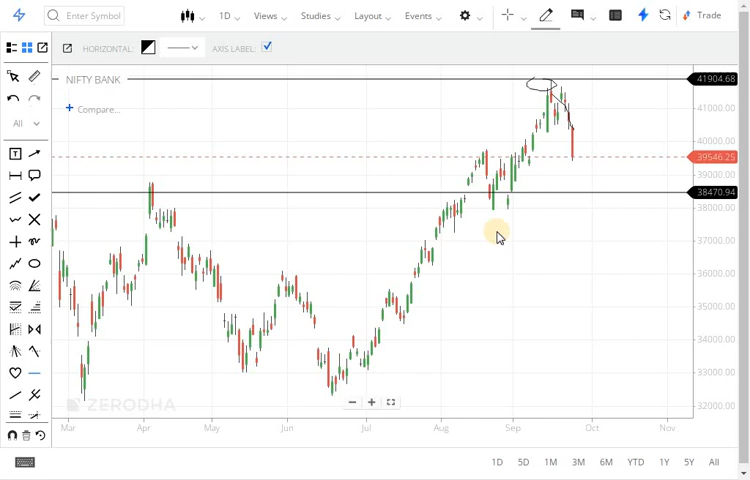 Enter Symbol 1D Views Studies Layout Events Trade
HORIZONTAL: AXIS LABEL:
NIFTY BANK
41904.68
Compare...
41000.00
All
40000.00
39546.25
39000.00
38470.94
38000.00
37000.00
36000.00
35000.00
34000.00
33000.00
ZERODHA
32000.00
Mar Apr May Jun Jul Aug Sep Oct Nov
1D 5D 1M 3M 6M YTD 1Y 5Y All